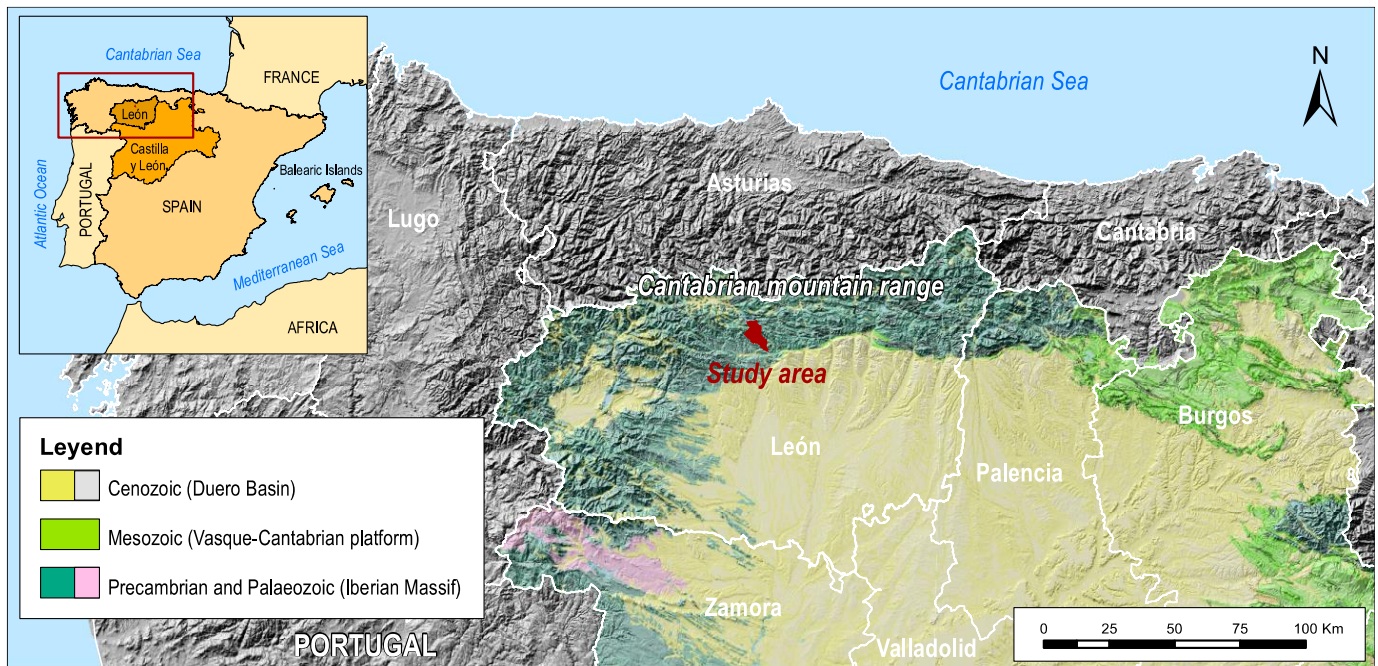 Cantabrian Sea
FRANCE
León
Castilla
y León
Balearic Islands
Atlantic Ocean
PORTUGAL
SPAIN
Mediterranean Sea
AFRICA
N
Cantabrian Sea
Asturias
Lugo
Cantabria
Cantabrian mountain range
Study area
León
Burgos
Palencia
Zamora
Valladolid
PORTUGAL
Leyend
Cenozoic (Duero Basin)
Mesozoic (Vasque-Cantabrian platform)
Precambrian and Palaeozoic (Iberian Massif)
0 25 50 75 100 Km